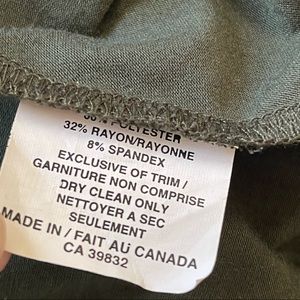 POLYESTER
32% RAYON/RAYONNE
8% SPANDEX
EXCLUSIVE OF TRIM /
GARNITURE NON COMPRISE
DRY CLEAN ONLY
NETTOYER A SEC
SEULEMENT
MADE IN / FAIT AU CANADA
CA 39832